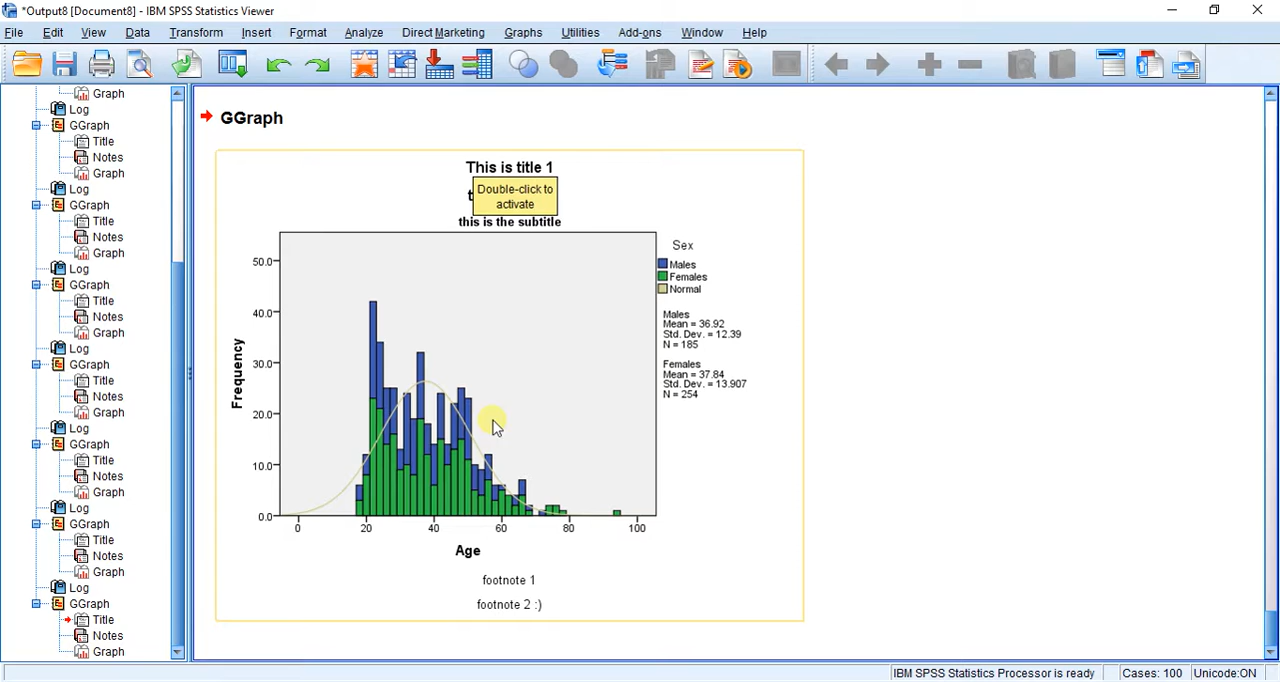 *Output8 [Document8] - IBM SPSS Statistics Viewer
File Edit View Data Transform Insert Format Analyze Direct Marketing Graphs Utilities Add-ons Window Help
Graph
Log
GGraph
Title
Notes
Graph
Log
GGraph
Title
Notes
Graph
Log
GGraph
Title
Notes
Graph
Log
GGraph
Title
Notes
Graph
Log
GGraph
Title
Notes
Graph
Log
GGraph
Title
Notes
Graph
Log
GGraph
Title
Notes
Graph
GGraph
This is title 1
Double-click to
activate
this is the subtitle
Frequency
50.0
40.0
30.0
20.0
10.0
0.0
0 20 40 60 80 100
Age
Sex
Males
Females
Normal
Males
Mean = 36.92
Std. Dev. = 12.39
N = 185
Females
Mean = 37.84
Std. Dev. = 13.907
N = 254
footnote 1
footnote 2 :)
IBM SPSS Statistics Processor is ready Cases: 100 Unicode:ON